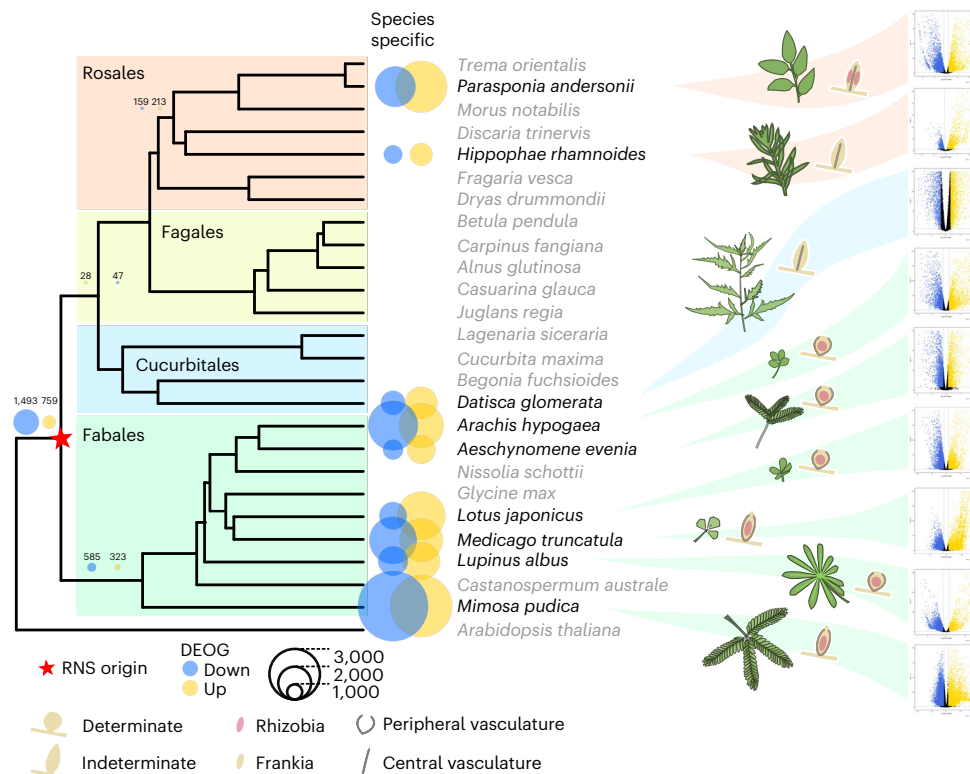 Species
specific
Rosales
159 213
Trema orientalis
Parasponia andersonii
Morus notabilis
Discaria trinervis
Hippophae rhamnoides
Fragaria vesca
Dryas drummondii
Fagales
28 47
Betula pendula
Carpinus fangiana
Alnus glutinosa
Casuarina glauca
Juglans regia
Cucurbitales
Lagenaria siceraria
Cucurbita maxima
Begonia fuchsioides
Datisca glomerata
1,493 759
Fabales
585 323
Arachis hypogaea
Aeschynomene evenia
Nissolia schottii
Glycine max
Lotus japonicus
Medicago truncatula
Lupinus albus
Castanospermum australe
Mimosa pudica
Arabidopsis thaliana
RNS origin
DEOG
Down
Up
3,000
2,000
1,000
Determinate
Rhizobia
Peripheral vasculature
Indeterminate
Frankia
Central vasculature